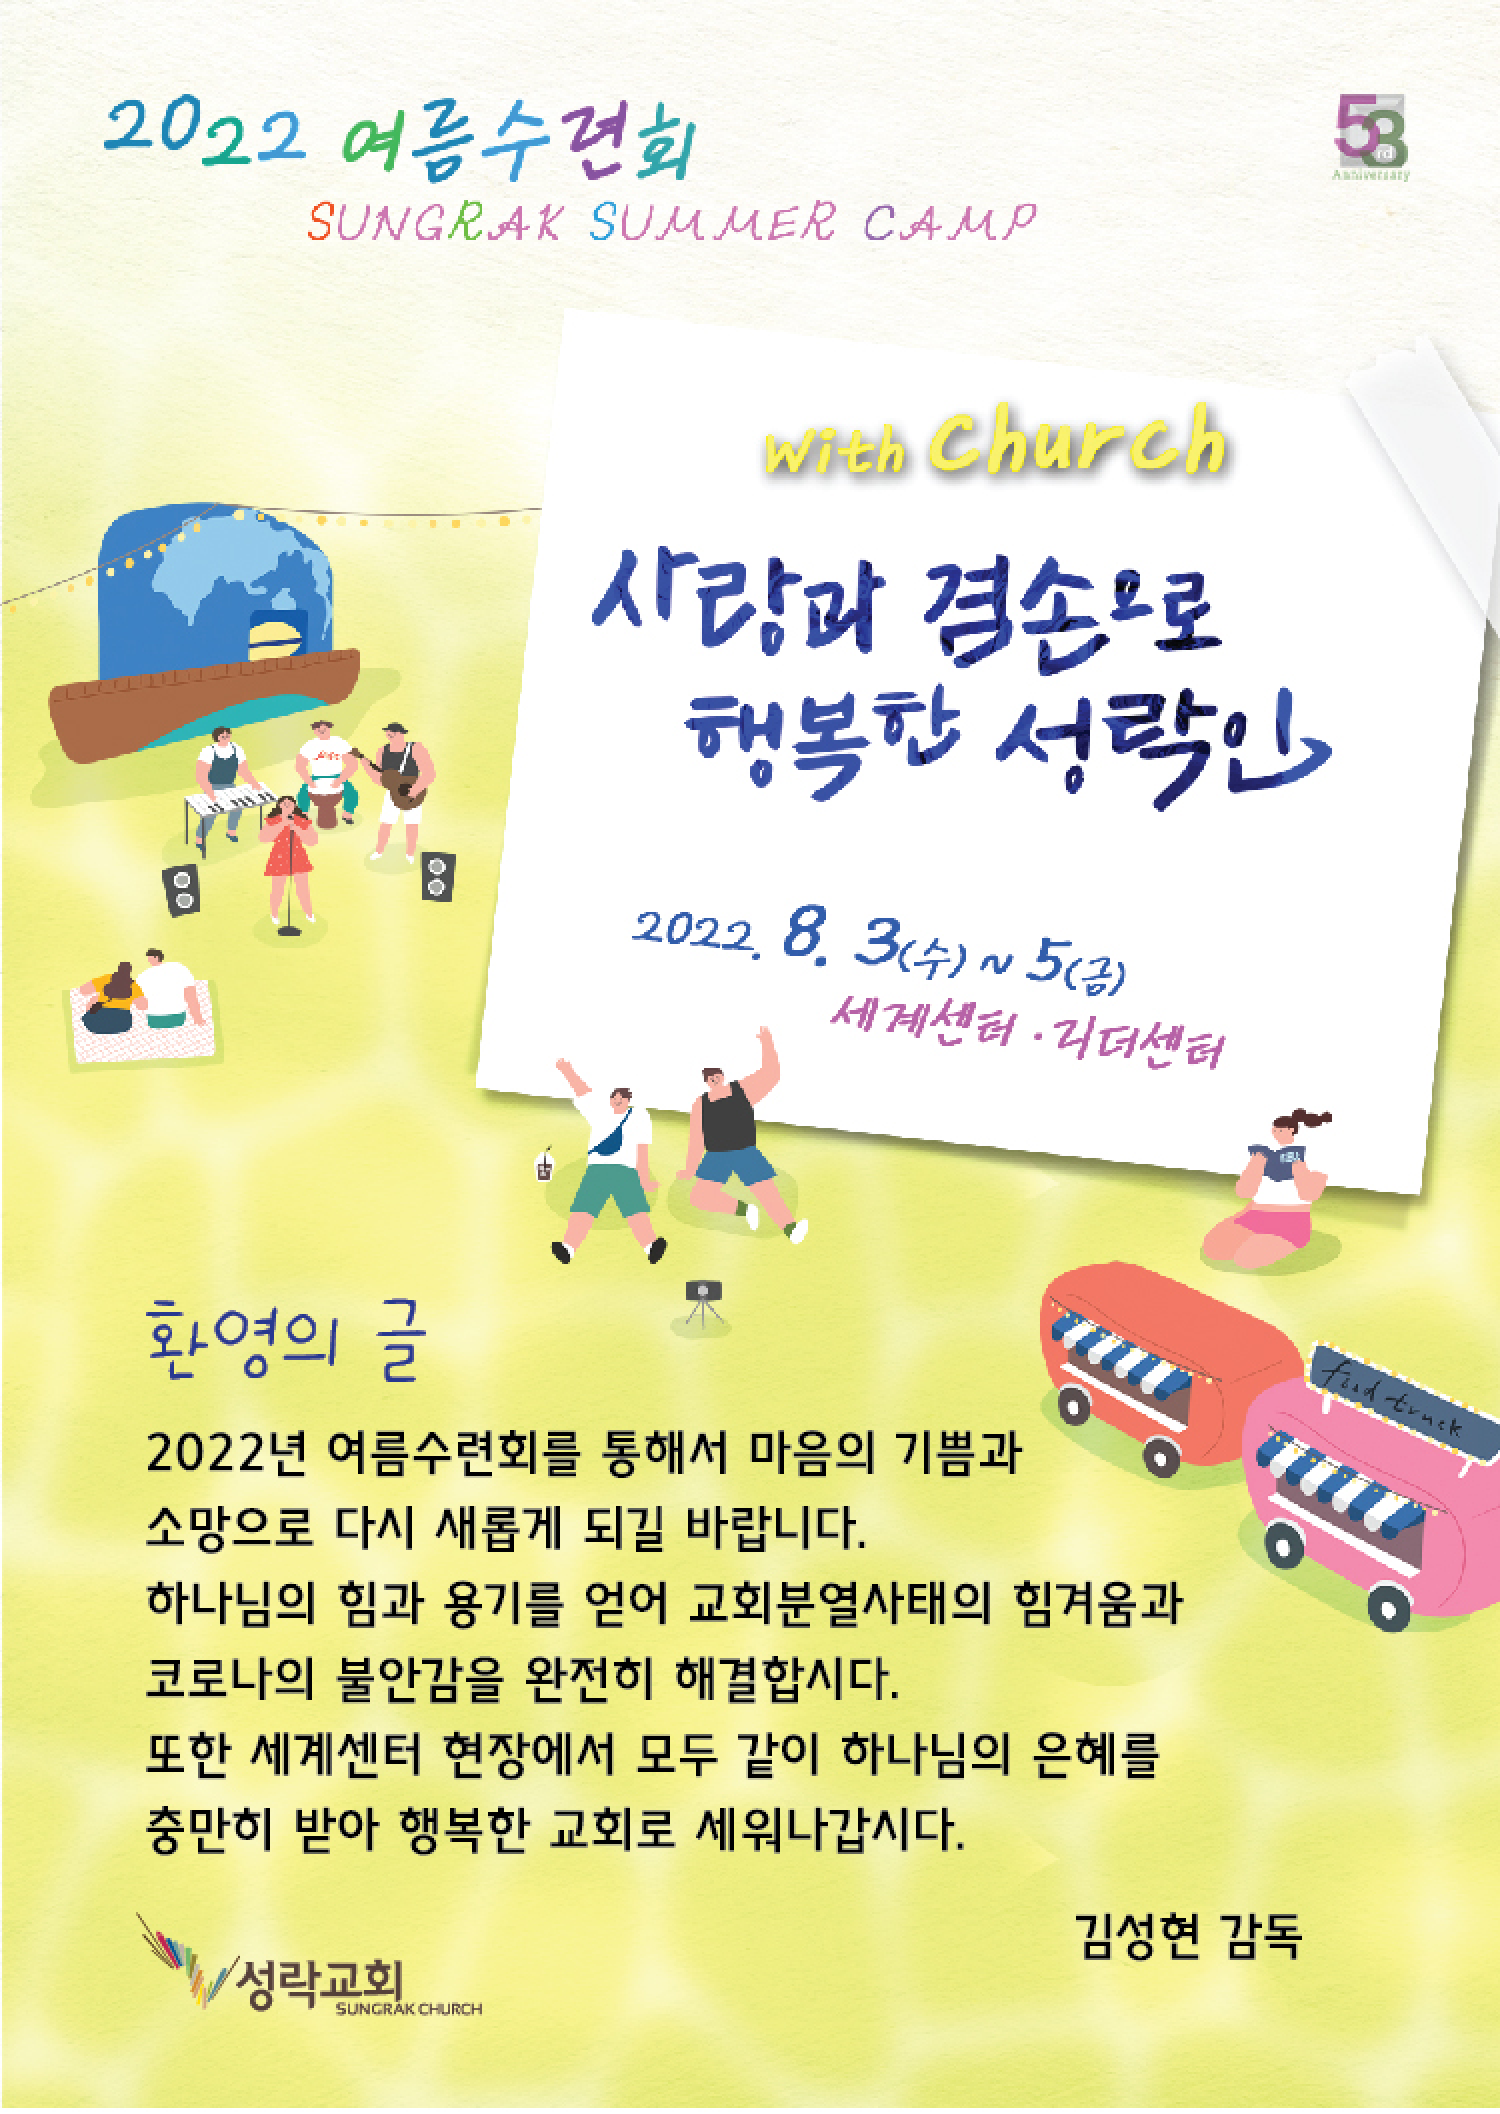 2022 여름수련회
SUNGRAK SUMMER CAMP
53rd
Anniversary
With Church
사랑과 겸손으로
행복한 성락인
2022. 8. 3(수) ~ 5(금)
세계센터 · 리더센터
food truck
환영의 글
2022년 여름수련회를 통해서 마음의 기쁨과
소망으로 다시 새롭게 되길 바랍니다.
하나님의 힘과 용기를 얻어 교회분열사태의 힘겨움과
코로나의 불안감을 완전히 해결합시다.
또한 세계센터 현장에서 모두 같이 하나님의 은혜를
충만히 받아 행복한 교회로 세워나갑시다.
김성현 감독
성락교회
SUNGRAK CHURCH